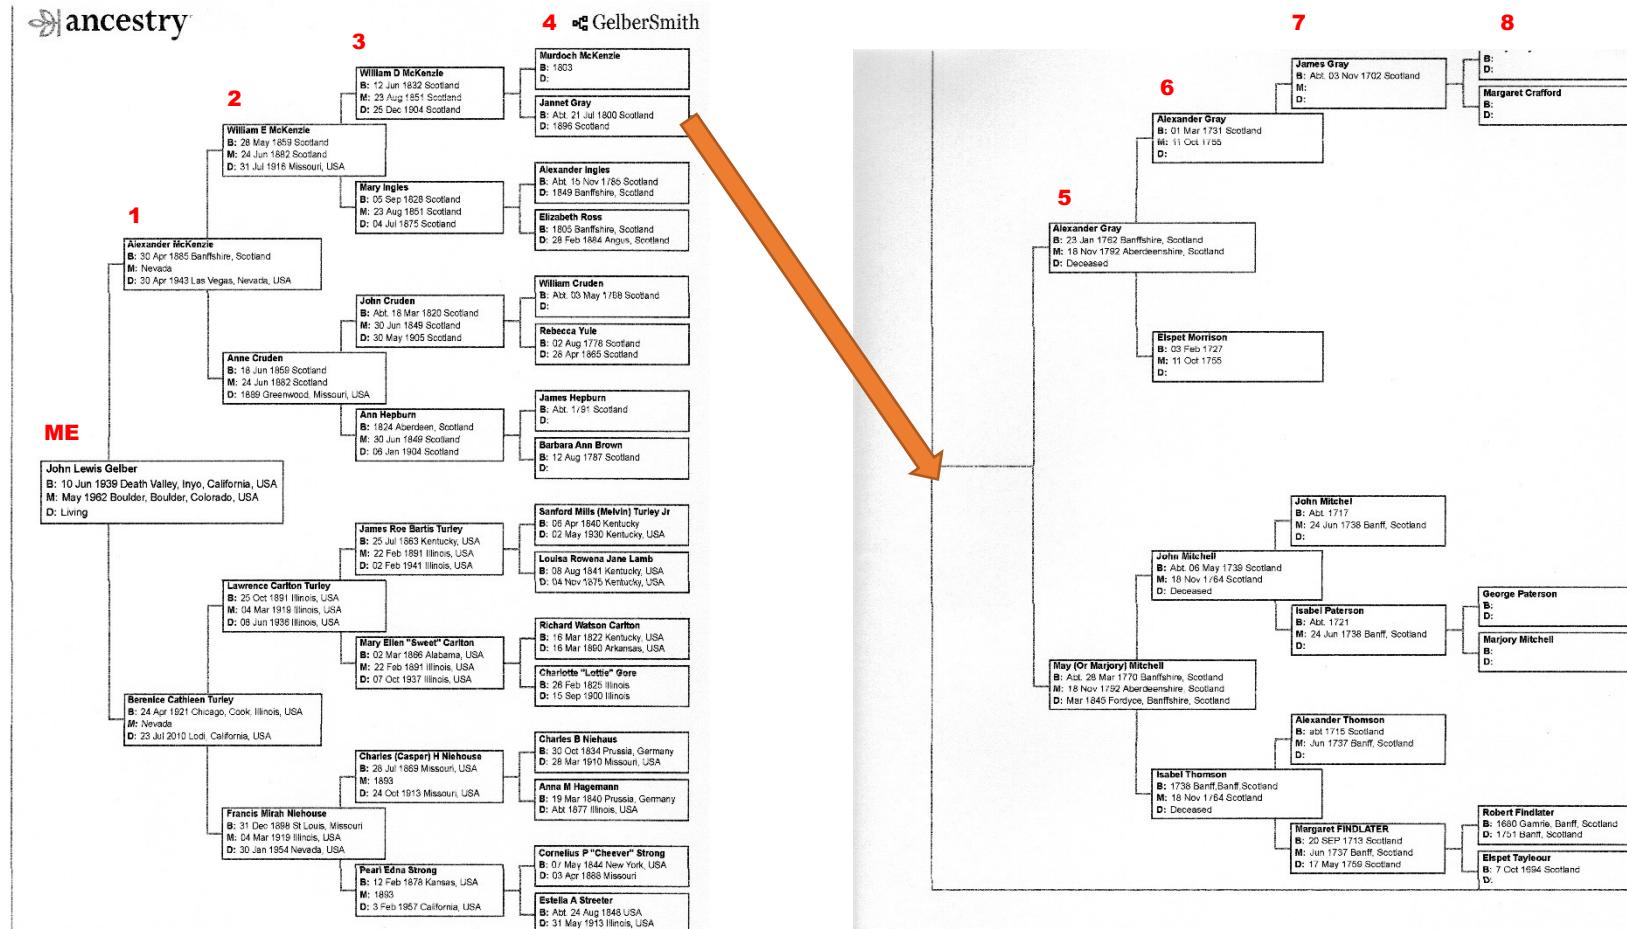 ancestry
GelberSmith
ME
1
2
3
4
5
6
7
8
John Lewis Gelber
B: 10 Jun 1939 Death Valley, Inyo, California, USA
M: May 1962 Boulder, Boulder, Colorado, USA
D: Living
Alexander McKenzie
B: 30 Apr 1885 Banffshire, Scotland
M: Nevada
D: 30 Apr 1943 Las Vegas, Nevada, USA
Berenice Cathleen Turley
B: 24 Apr 1921 Chicago, Cook, Illinois, USA
M: Nevada
D: 23 Jul 2010 Lodi, California, USA
William E McKenzie
B: 28 May 1859 Scotland
M: 24 Jun 1882 Scotland
D: 31 Jul 1916 Missouri, USA
Anne Cruden
B: 18 Jun 1859 Scotland
M: 24 Jun 1882 Scotland
D: 1889 Greenwood, Missouri, USA
Lawrence Carlton Turley
B: 25 Oct 1891 Illinois, USA
M: 04 Mar 1919 Illinois, USA
D: 08 Jun 1936 Illinois, USA
Francis Mirah Niehouse
B: 31 Dec 1898 St Louis, Missouri
M: 04 Mar 1919 Illinois, USA
D: 30 Jan 1954 Nevada, USA
William D McKenzie
B: 12 Jun 1832 Scotland
M: 23 Aug 1851 Scotland
D: 25 Dec 1904 Scotland
Mary Ingles
B: 05 Sep 1828 Scotland
M: 23 Aug 1851 Scotland
D: 04 Jul 1875 Scotland
John Cruden
B: Abt. 18 Mar 1820 Scotland
M: 30 Jun 1849 Scotland
D: 30 May 1905 Scotland
Ann Hepburn
B: 1824 Aberdeen, Scotland
M: 30 Jun 1849 Scotland
D: 06 Jan 1904 Scotland
James Roe Bartis Turley
B: 25 Jul 1863 Kentucky, USA
M: 22 Feb 1891 Illinois, USA
D: 02 Feb 1941 Illinois, USA
Mary Ellen "Sweet" Carlton
B: 02 Mar 1866 Alabama, USA
M: 22 Feb 1891 Illinois, USA
D: 07 Oct 1937 Illinois, USA
Charles (Casper) H Niehouse
B: 28 Jul 1869 Missouri, USA
M: 1893
D: 24 Oct 1913 Missouri, USA
Pearl Edna Strong
B: 12 Feb 1878 Kansas, USA
M: 1893
D: 3 Feb 1957 California, USA
Murdoch McKenzie
B: 1803
D:
Jannet Gray
B: Abt. 21 Jul 1800 Scotland
D: 1896 Scotland
Alexander Ingles
B: Abt. 15 Nov 1785 Scotland
D: 1849 Banffshire, Scotland
Elizabeth Ross
B: 1805 Banffshire, Scotland
D: 28 Feb 1884 Angus, Scotland
William Cruden
B: Abt. 03 May 1768 Scotland
D:
Rebecca Yule
B: 02 Aug 1778 Scotland
D: 28 Apr 1865 Scotland
James Hepburn
B: Abt. 1791 Scotland
D:
Barbara Ann Brown
B: 12 Aug 1787 Scotland
D:
Sanford Mills (Melvin) Turley Jr
B: 06 Apr 1840 Kentucky
D: 02 May 1930 Kentucky, USA
Louisa Rowena Jane Lamb
B: 08 Aug 1841 Kentucky, USA
D: 04 Nov 1875 Kentucky, USA
Richard Watson Carlton
B: 16 Mar 1822 Kentucky, USA
D: 16 Mar 1890 Arkansas, USA
Charlotte "Lottie" Gore
B: 26 Feb 1825 Illinois
D: 15 Sep 1900 Illinois
Charles B Niehaus
B: 30 Oct 1834 Prussia, Germany
D: 28 Mar 1910 Missouri, USA
Anna M Hagemann
B: 19 Mar 1840 Prussia, Germany
D: Abt 1877 Illinois, USA
Cornelius P "Cheever" Strong
B: 07 May 1844 New York, USA
D: 03 Apr 1888 Missouri
Estella A Streeter
B: Abt. 24 Aug 1848 USA
D: 31 May 1913 Illinois, USA
Alexander Gray
B: 23 Jan 1762 Banffshire, Scotland
M: 18 Nov 1792 Aberdeenshire, Scotland
D: Deceased
May (Or Marjory) Mitchell
B: Abt. 28 Mar 1770 Banffshire, Scotland
M: 18 Nov 1792 Aberdeenshire, Scotland
D: Mar 1845 Fordyce, Banffshire, Scotland
Alexander Gray
B: 01 Mar 1731 Scotland
M: 11 Oct 1755
D:
Elspet Morrison
B: 03 Feb 1727
M: 11 Oct 1755
D:
John Mitchell
B: Abt. 06 May 1739 Scotland
M: 18 Nov 1764 Scotland
D: Deceased
Isabel Thomson
B: 1738 Banff,Banff,Scotland
M: 18 Nov 1764 Scotland
D: Deceased
James Gray
B: Abt. 03 Nov 1702 Scotland
M:
D:
John Mitchel
B: Abt. 1717
M: 24 Jun 1738 Banff, Scotland
D:
Isabel Paterson
B: Abt. 1721
M: 24 Jun 1738 Banff, Scotland
D:
Alexander Thomson
B: abt 1715 Scotland
M: Jun 1737 Banff, Scotland
D:
Margaret FINDLATER
B: 20 SEP 1713 Scotland
M: Jun 1737 Banff, Scotland
D: 17 May 1759 Scotland
B:
D:
Margaret Crafford
B:
D:
George Paterson
B:
D:
Marjory Mitchell
B:
D:
Robert Findlater
B: 1680 Gamrie, Banff, Scotland
D: 1751 Banff, Scotland
Elspet Tayleour
B: 7 Oct 1694 Scotland
D: